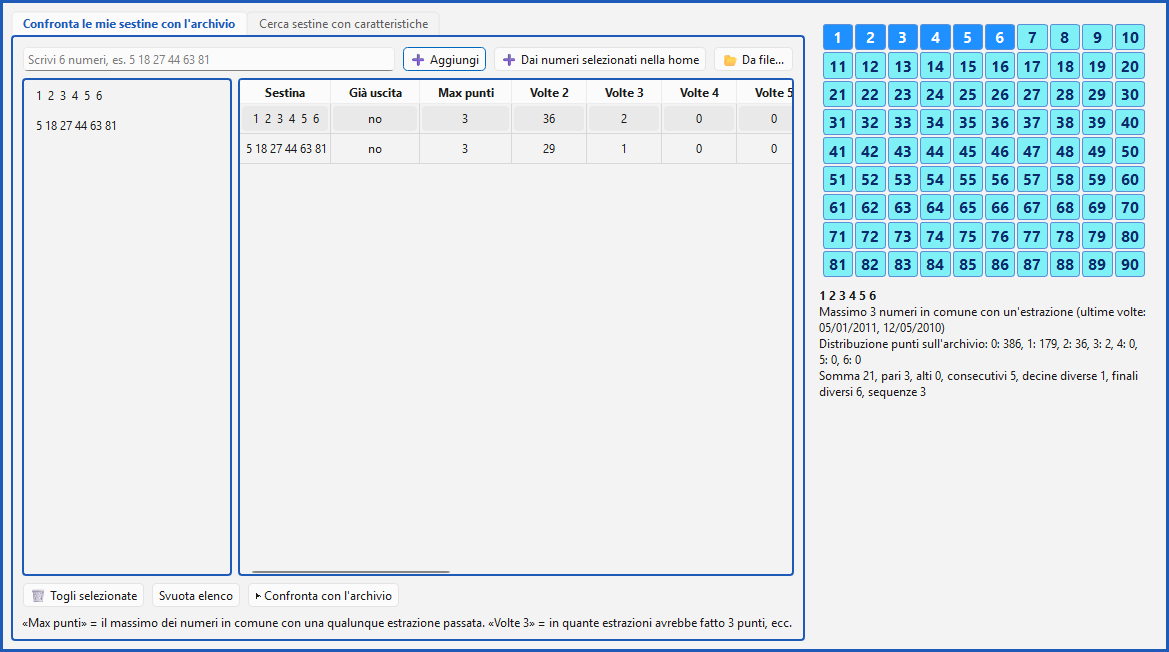 Confronta le mie sestine con l'archivio
Cerca sestine con caratteristiche
Scrivi 6 numeri, es. 5 18 27 44 63 81
Aggiungi
Dai numeri selezionati nella home
Da file...
1 2 3 4 5 6
5 18 27 44 63 81
Sestina Già uscita Max punti Volte 2 Volte 3 Volte 4 Volte 5
1 2 3 4 5 6 no 3 36 2 0 0
5 18 27 44 63 81 no 3 29 1 0 0
Togli selezionate
Svuota elenco
Confronta con l'archivio
«Max punti» = il massimo dei numeri in comune con una qualunque estrazione passata. «Volte 3» = in quante estrazioni avrebbe fatto 3 punti, ecc.
1 2 3 4 5 6 7 8 9 10
11 12 13 14 15 16 17 18 19 20
21 22 23 24 25 26 27 28 29 30
31 32 33 34 35 36 37 38 39 40
41 42 43 44 45 46 47 48 49 50
51 52 53 54 55 56 57 58 59 60
61 62 63 64 65 66 67 68 69 70
71 72 73 74 75 76 77 78 79 80
81 82 83 84 85 86 87 88 89 90
1 2 3 4 5 6
Massimo 3 numeri in comune con un'estrazione (ultime volte:
05/01/2011, 12/05/2010)
Distribuzione punti sull'archivio: 0: 386, 1: 179, 2: 36, 3: 2, 4: 0,
5: 0, 6: 0
Somma 21, pari 3, alti 0, consecutivi 5, decine diverse 1, finali
diversi 6, sequenze 3